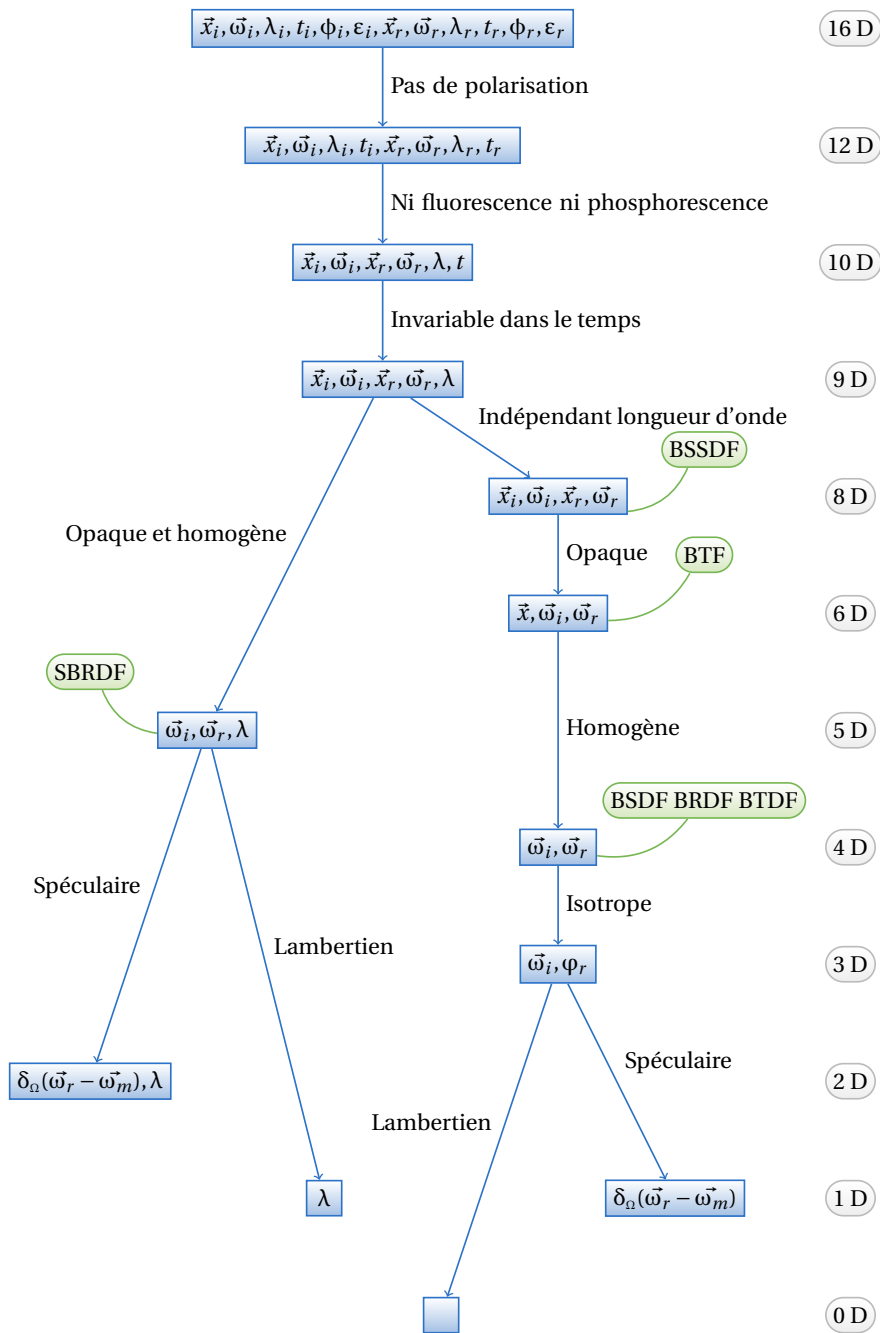 x⃗ᵢ, ω⃗ᵢ, λᵢ, tᵢ, ϕᵢ, εᵢ, x⃗ᵣ, ω⃗ᵣ, λᵣ, tᵣ, ϕᵣ, εᵣ
16 D
Pas de polarisation
x⃗ᵢ, ω⃗ᵢ, λᵢ, tᵢ, x⃗ᵣ, ω⃗ᵣ, λᵣ, tᵣ
12 D
Ni fluorescence ni phosphorescence
x⃗ᵢ, ω⃗ᵢ, x⃗ᵣ, ω⃗ᵣ, λ, t
10 D
Invariable dans le temps
x⃗ᵢ, ω⃗ᵢ, x⃗ᵣ, ω⃗ᵣ, λ
9 D
Indépendant longueur d'onde
BSSDF
x⃗ᵢ, ω⃗ᵢ, x⃗ᵣ, ω⃗ᵣ
8 D
Opaque et homogène
Opaque
BTF
x⃗, ω⃗ᵢ, ω⃗ᵣ
6 D
SBRDF
ω⃗ᵢ, ω⃗ᵣ, λ
Homogène
5 D
BSDF BRDF BTDF
ω⃗ᵢ, ω⃗ᵣ
4 D
Spéculaire
Isotrope
Lambertien
ω⃗ᵢ, φᵣ
3 D
Spéculaire
δ_Ω(ω⃗ᵣ − ω⃗ₘ), λ
2 D
Lambertien
λ
δ_Ω(ω⃗ᵣ − ω⃗ₘ)
1 D
0 D